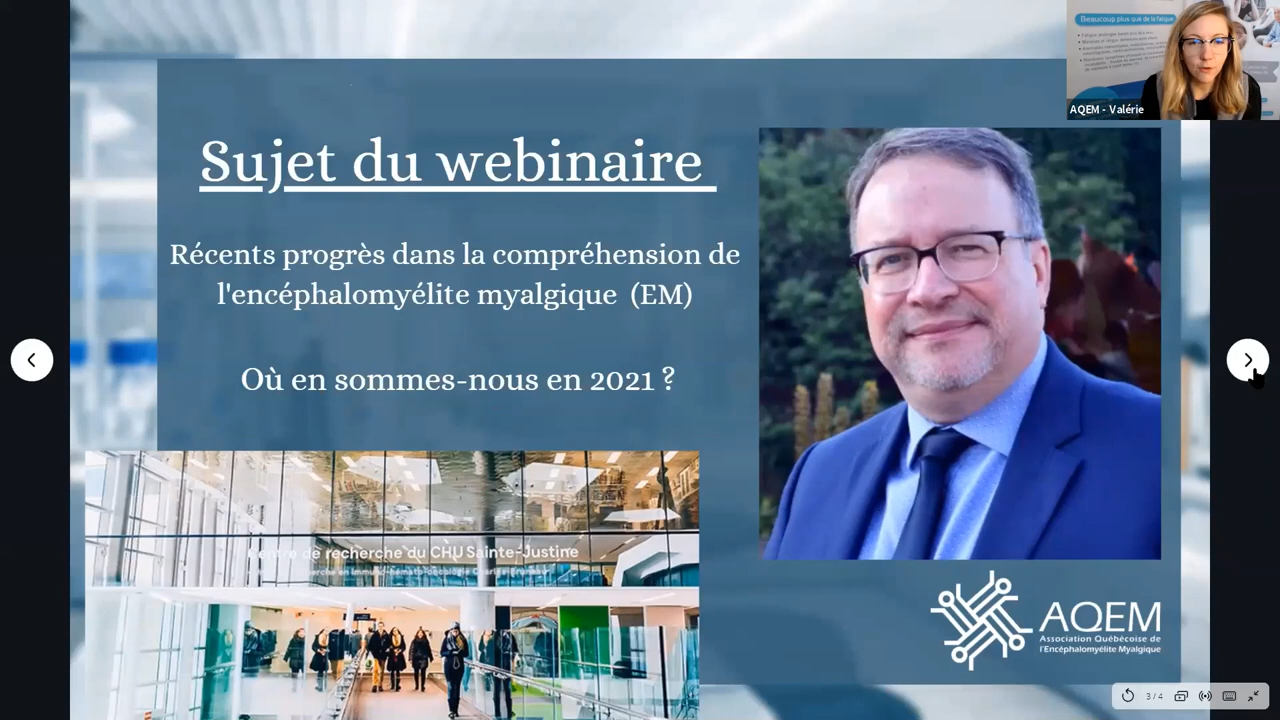 Beaucoup plus que de la fatigue
AQEM - Valérie
Sujet du webinaire
Récents progrès dans la compréhension de
l'encéphalomyélite myalgique (EM)
Où en sommes-nous en 2021 ?
Centre de recherche du CHU Sainte-Justine
AQEM
Association Québécoise de
l'Encéphalomyélite Myalgique
3 / 4